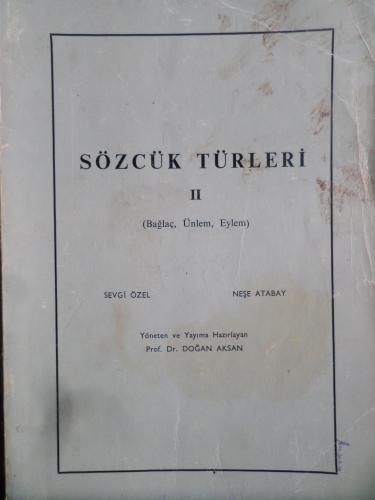 SÖZCÜK TÜRLERİ
II
(Bağlaç, Ünlem, Eylem)
SEVGİ ÖZEL NEŞE ATABAY
Yöneten ve Yayıma Hazırlayan
Prof. Dr. DOĞAN AKSAN